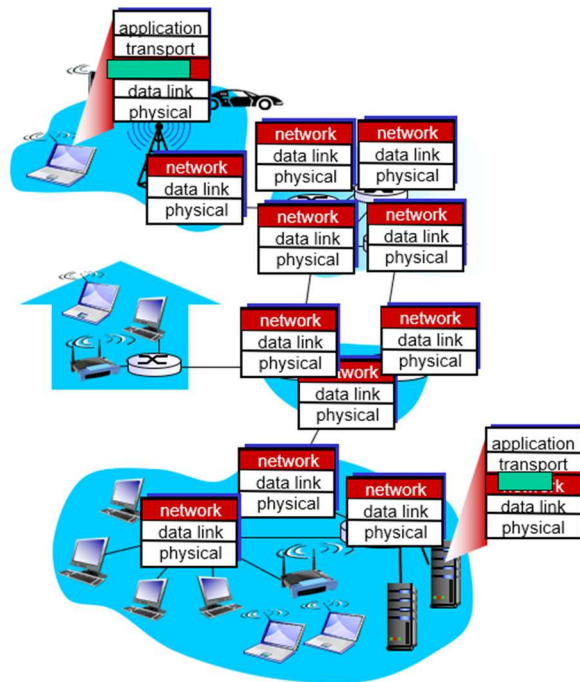 application
transport
data link
physical
network
data link
physical
network
data link
physical
network
data link
physical
network
data link
physical
network
data link
physical
network
data link
physical
network
data link
physical
data link
physical
network
data link
physical
network
data link
physical
network
data link
physical
application
transport
data link
physical